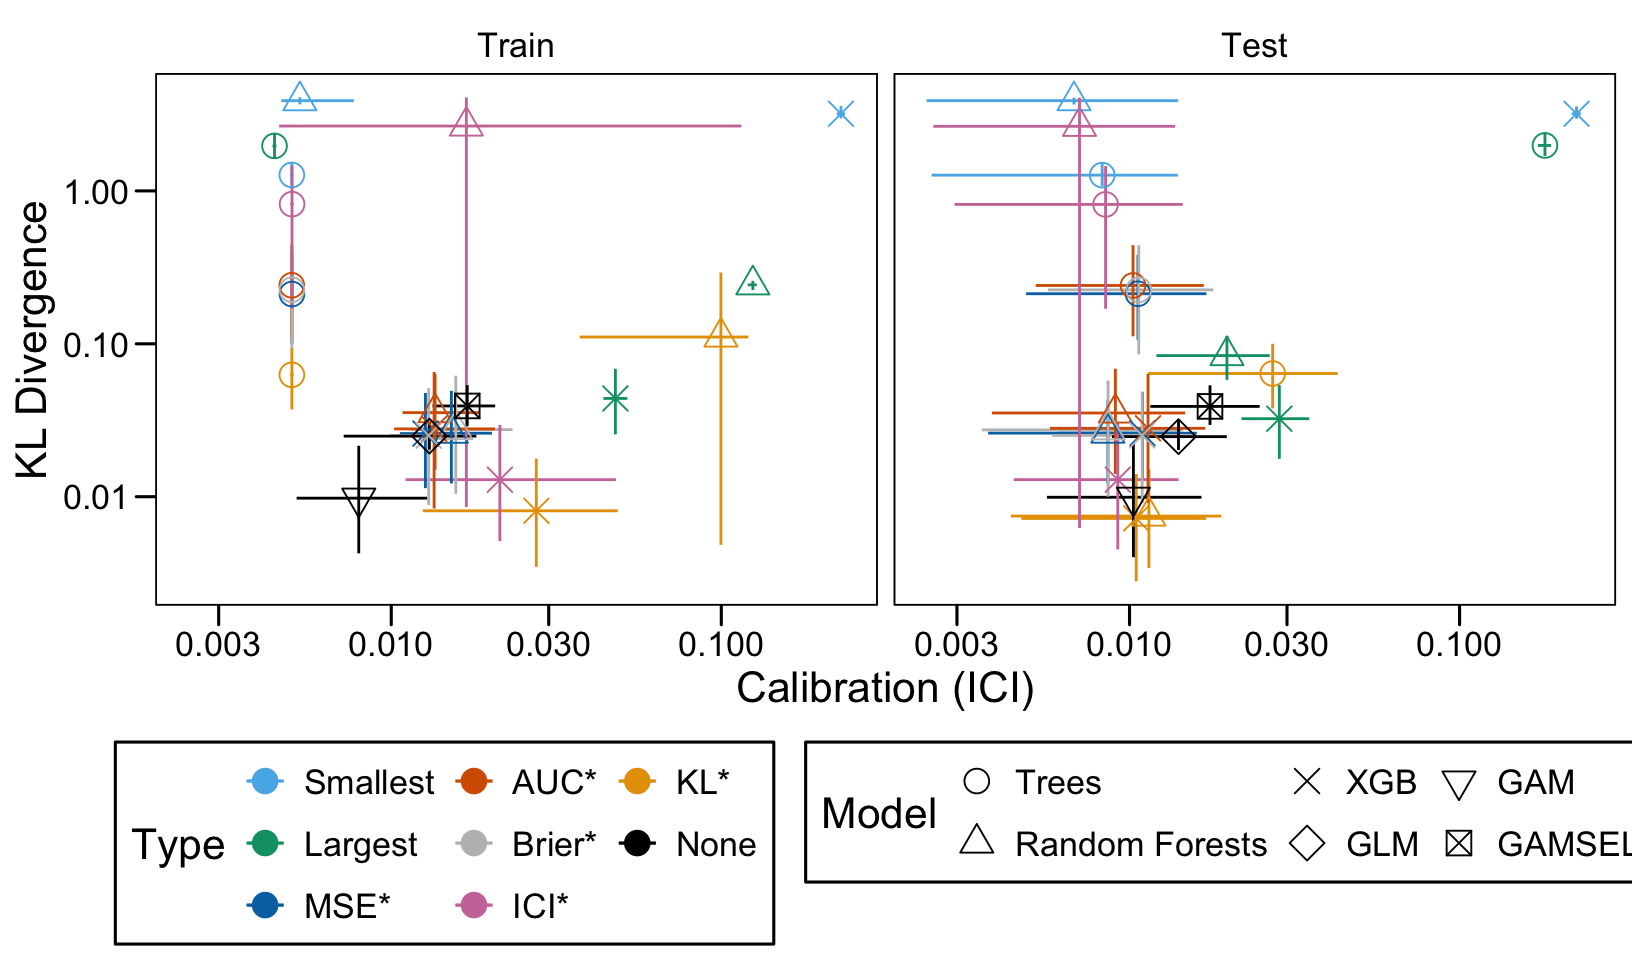 Train Test
KL Divergence
1.00
0.10
0.01
0.003 0.010 0.030 0.100 0.003 0.010 0.030 0.100
Calibration (ICI)
Type
Smallest AUC* KL*
Largest Brier* None
MSE* ICI*
Model
Trees XGB GAM
Random Forests GLM GAMSEL